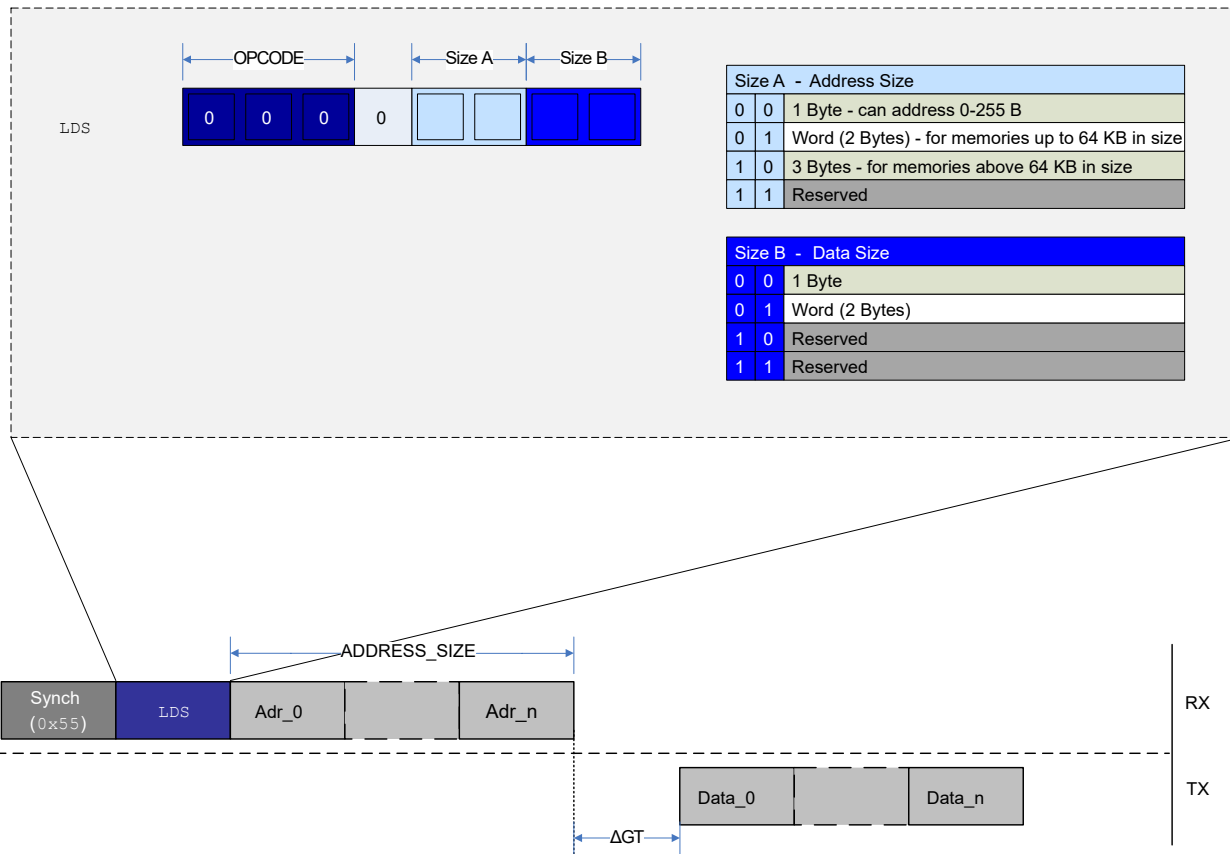 OPCODE Size A Size B
LDS 0 0 0 0
Size A - Address Size
0 0 1 Byte - can address 0-255 B
0 1 Word (2 Bytes) - for memories up to 64 KB in size
1 0 3 Bytes - for memories above 64 KB in size
1 1 Reserved
Size B - Data Size
0 0 1 Byte
0 1 Word (2 Bytes)
1 0 Reserved
1 1 Reserved
ADDRESS_SIZE
Synch
(0x55)
LDS Adr_0 Adr_n RX
Data_0 Data_n TX
ΔGT